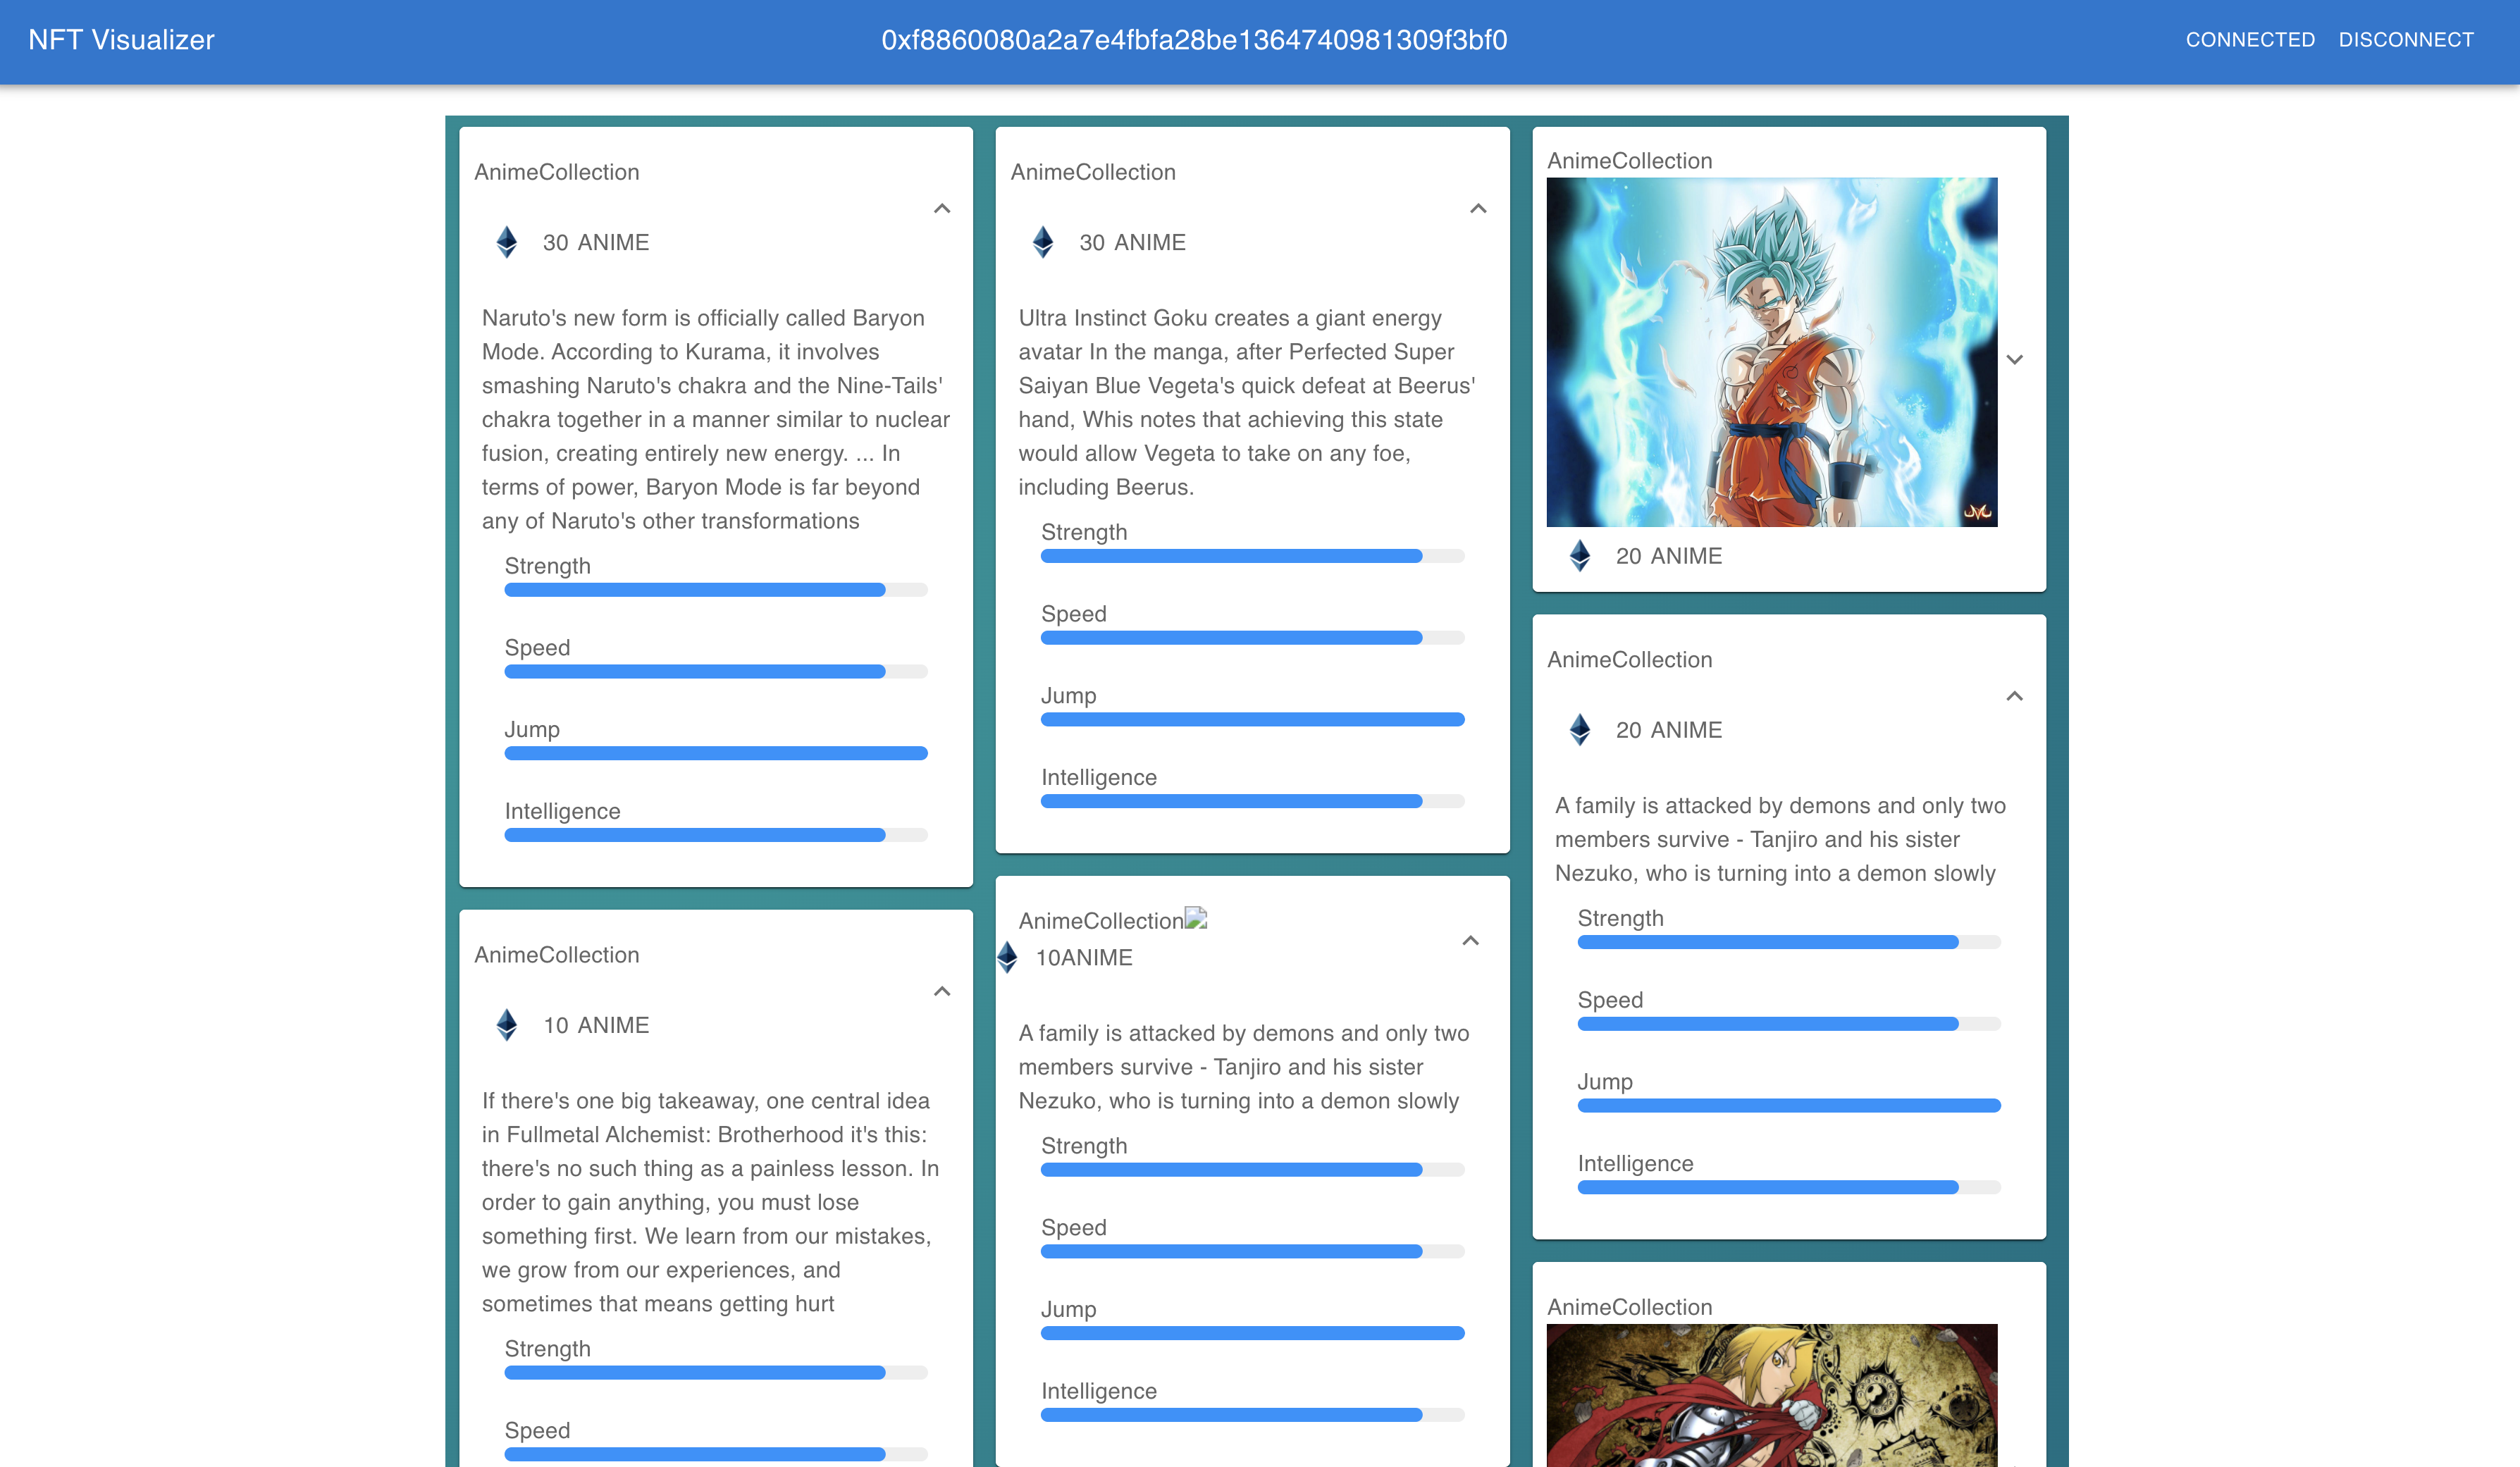 NFT Visualizer
0xf8860080a2a7e4fbfa28be1364740981309f3bf0
CONNECTED
DISCONNECT
AnimeCollection
30 ANIME
Naruto's new form is officially called Baryon
Mode. According to Kurama, it involves
smashing Naruto's chakra and the Nine-Tails'
chakra together in a manner similar to nuclear
fusion, creating entirely new energy. ... In
terms of power, Baryon Mode is far beyond
any of Naruto's other transformations
Strength
Speed
Jump
Intelligence
AnimeCollection
10 ANIME
If there's one big takeaway, one central idea
in Fullmetal Alchemist: Brotherhood it's this:
there's no such thing as a painless lesson. In
order to gain anything, you must lose
something first. We learn from our mistakes,
we grow from our experiences, and
sometimes that means getting hurt
Strength
Speed
AnimeCollection
30 ANIME
Ultra Instinct Goku creates a giant energy
avatar In the manga, after Perfected Super
Saiyan Blue Vegeta's quick defeat at Beerus'
hand, Whis notes that achieving this state
would allow Vegeta to take on any foe,
including Beerus.
Strength
Speed
Jump
Intelligence
AnimeCollection
10ANIME
A family is attacked by demons and only two
members survive - Tanjiro and his sister
Nezuko, who is turning into a demon slowly
Strength
Speed
Jump
Intelligence
AnimeCollection
20 ANIME
AnimeCollection
20 ANIME
A family is attacked by demons and only two
members survive - Tanjiro and his sister
Nezuko, who is turning into a demon slowly
Strength
Speed
Jump
Intelligence
AnimeCollection